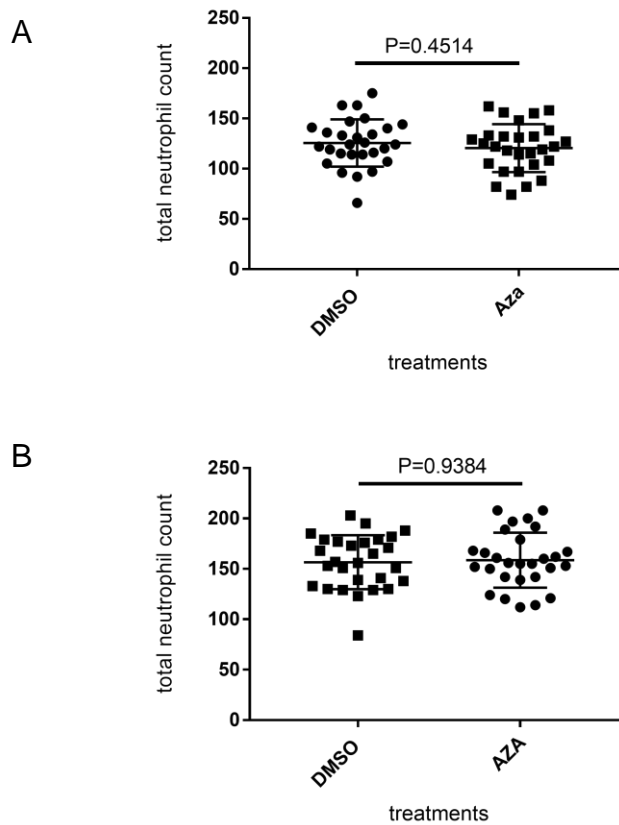 A
250
200
150
100
50
0
total neutrophil count
P=0.4514
DMSO
Aza
treatments
B
250
200
150
100
50
0
total neutrophil count
P=0.9384
DMSO
AZA
treatments